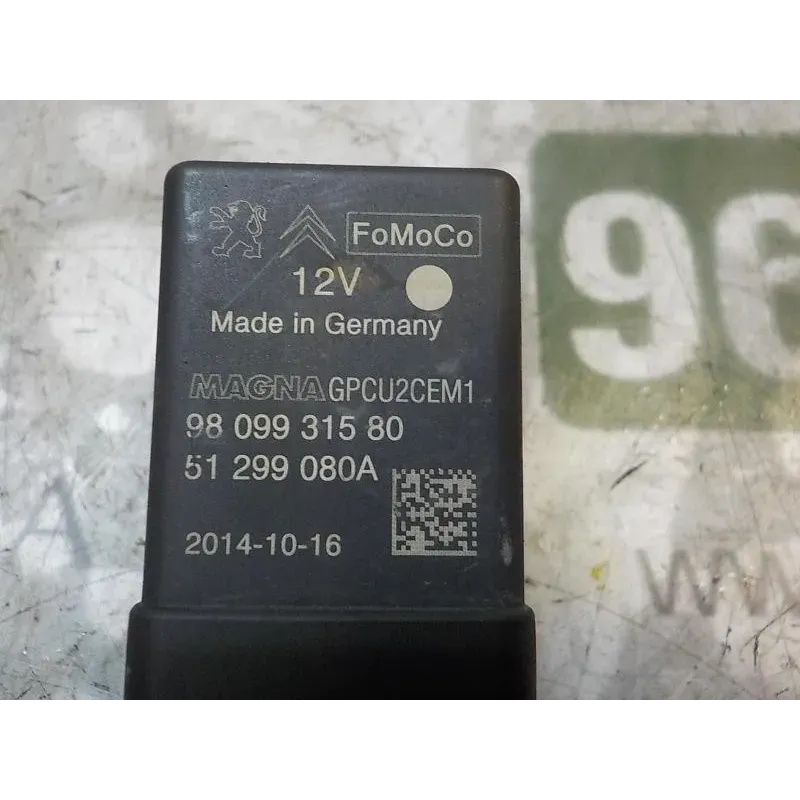 FoMoCo
12V
Made in Germany
MAGNA GPCU2CEM1
98 099 315 80
51 299 080A
2014-10-16
96